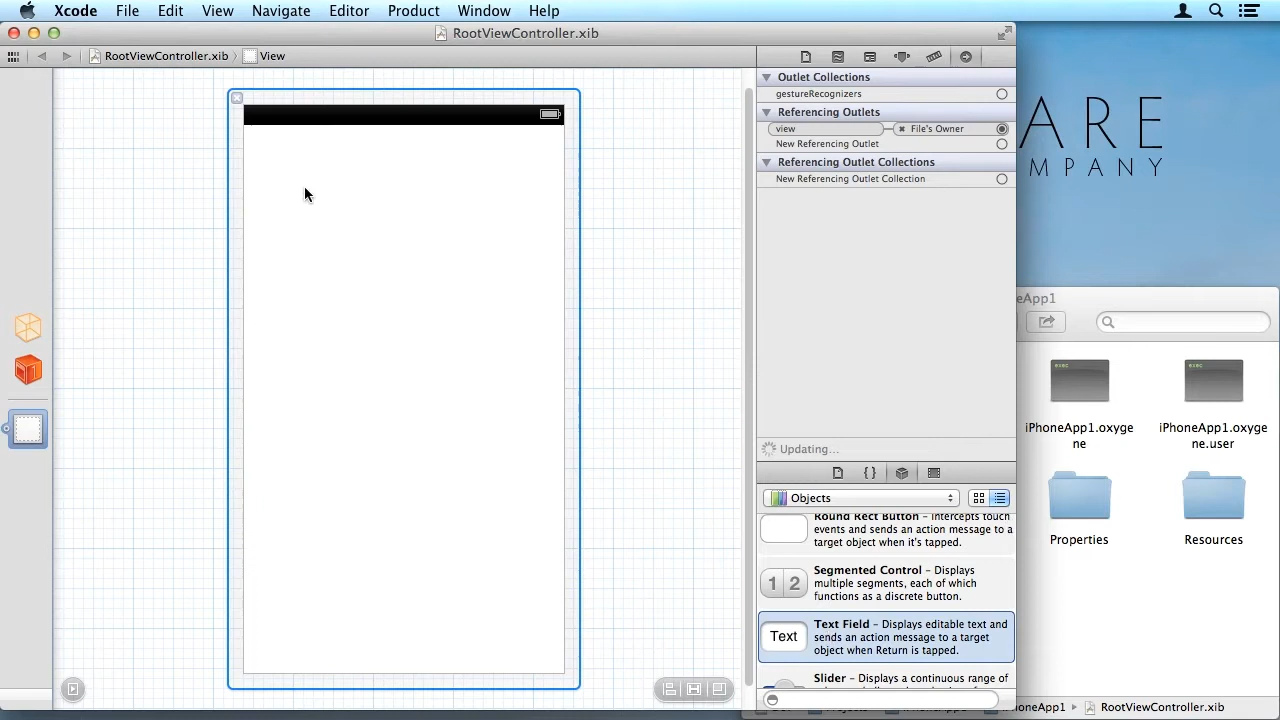 Xcode File Edit View Navigate Editor Product Window Help
RootViewController.xib
RootViewController.xib View
Outlet Collections
gestureRecognizers
Referencing Outlets
view File's Owner
New Referencing Outlet
Referencing Outlet Collections
New Referencing Outlet Collection
Updating...
Objects
Round Rect Button – Intercepts touch
events and sends an action message to a
target object when it's tapped.
1 2
Segmented Control – Displays
multiple segments, each of which
functions as a discrete button.
Text
Text Field – Displays editable text and
sends an action message to a target
object when Return is tapped.
Slider – Displays a continuous range of
ARE
MPANY
eApp1
exec
iPhoneApp1.oxyge
ne
exec
iPhoneApp1.oxyge
ne.user
Properties
Resources
oneApp1 RootViewController.xib